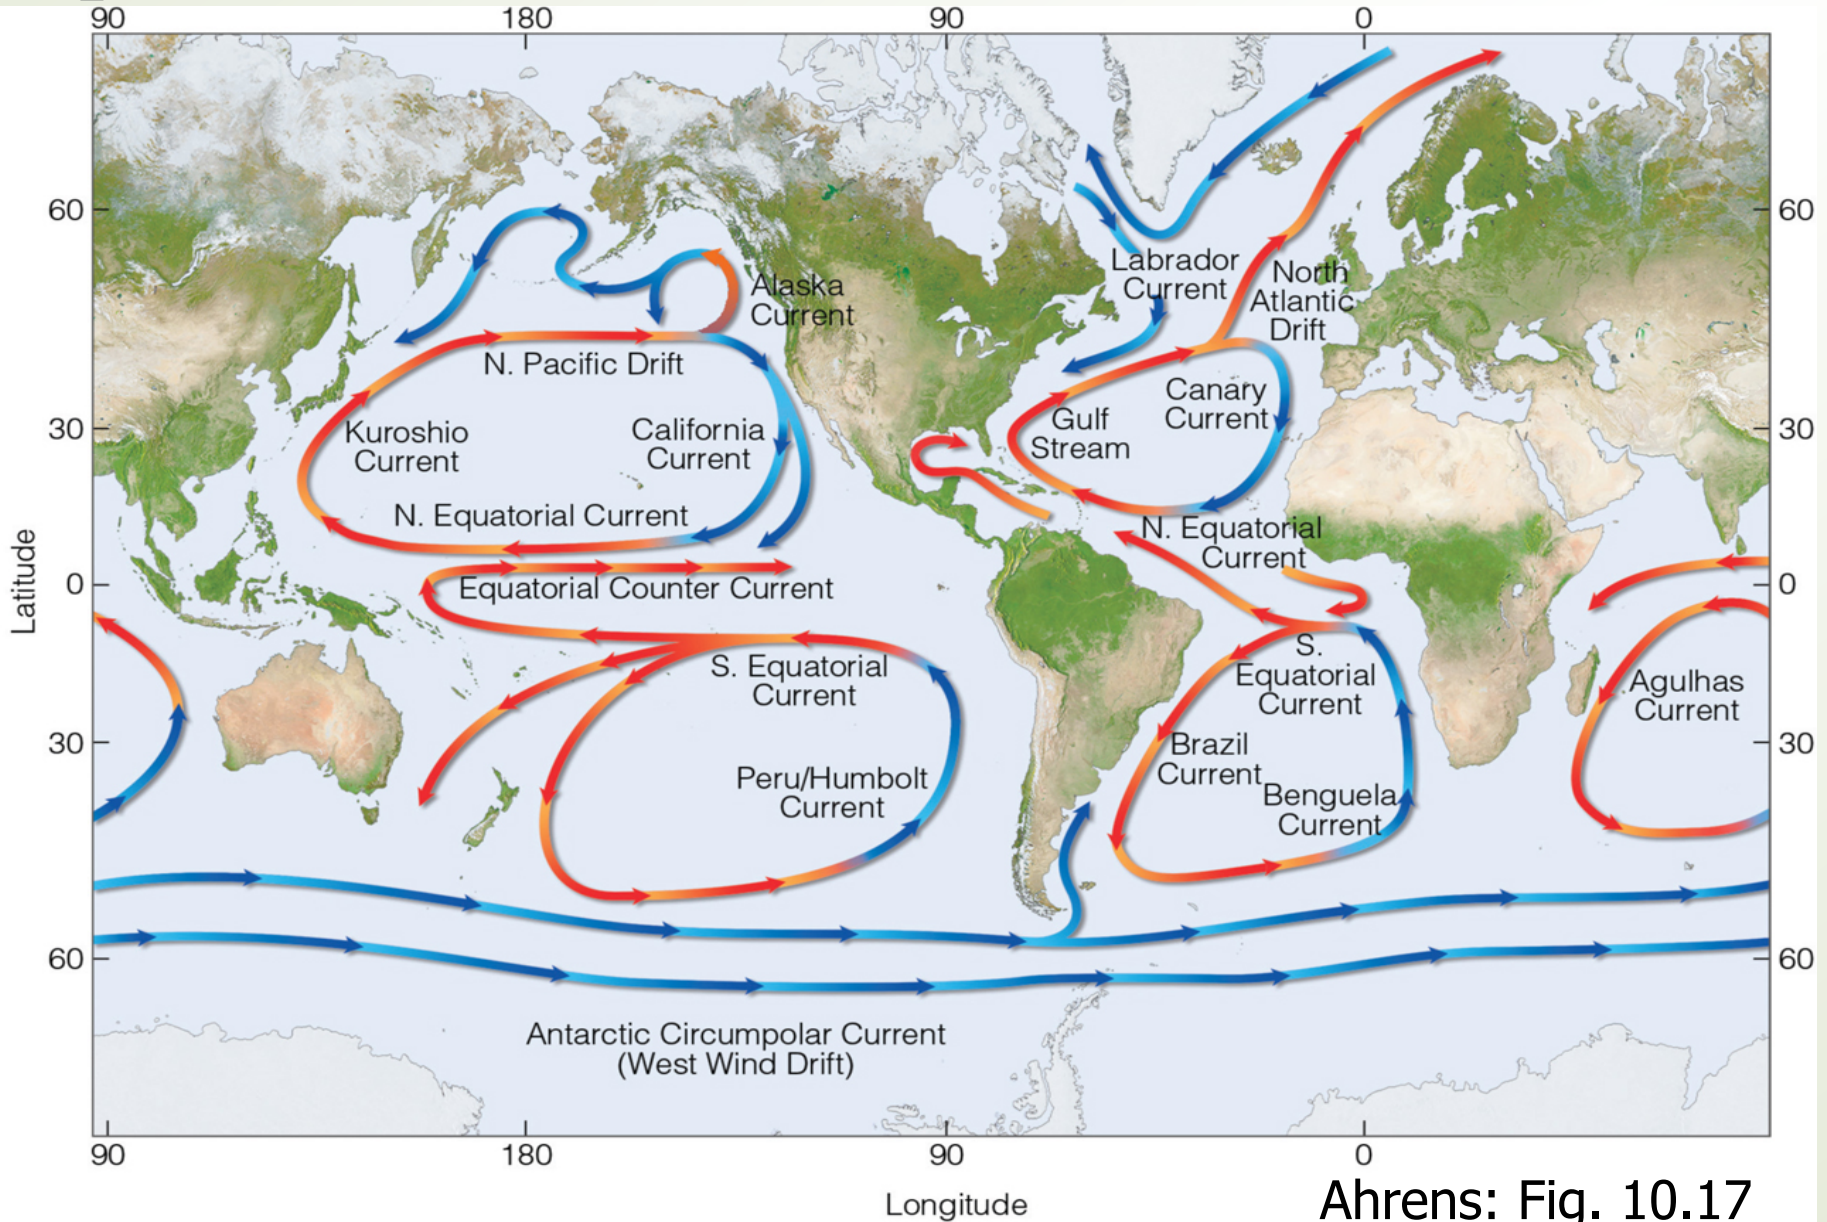 90
180
90
0
60
60
Labrador
Current
North
Atlantic
Drift
Alaska
Current
N. Pacific Drift
Canary
Current
Gulf
Stream
30
30
Kuroshio
Current
California
Current
N. Equatorial Current
N. Equatorial
Current
Latitude
0
0
Equatorial Counter Current
S. Equatorial
Current
S.
Equatorial
Current
Agulhas
Current
30
30
Brazil
Current
Peru/Humbolt
Current
Benguela
Current
60
60
Antarctic Circumpolar Current
(West Wind Drift)
90
180
90
0
Longitude
Ahrens: Fig. 10.17